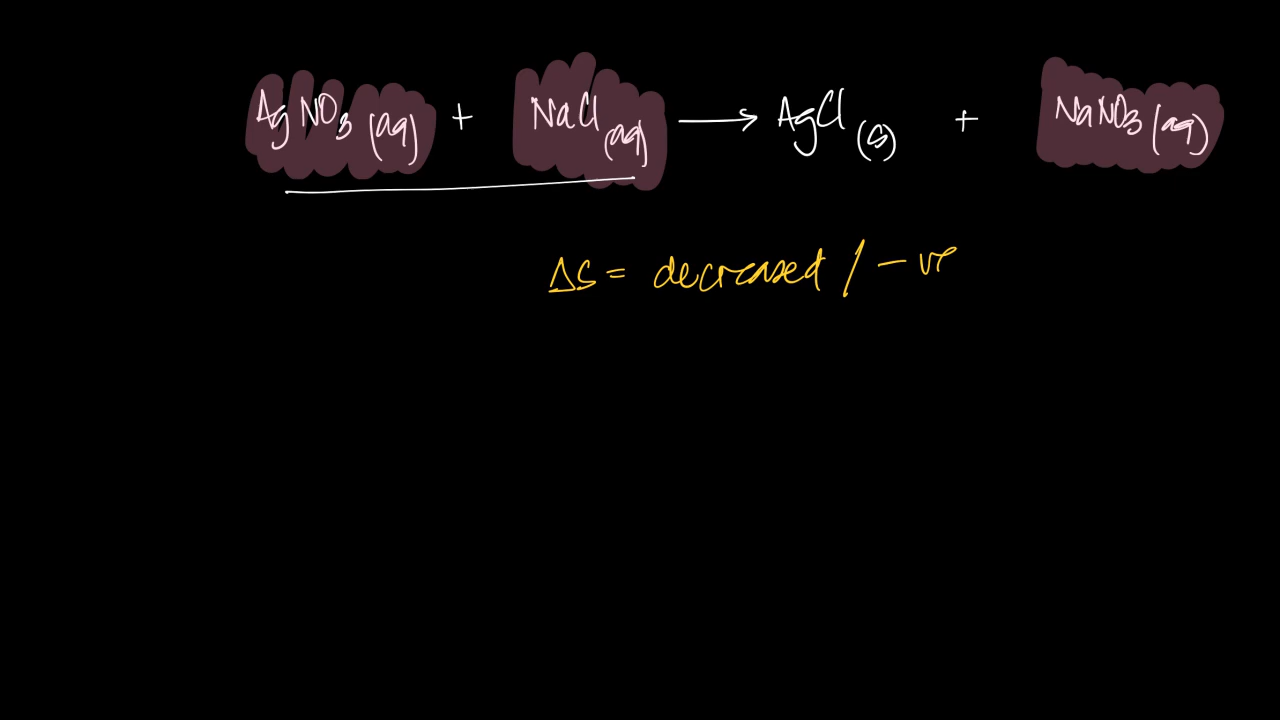 AgNO₃ (aq) + NaCl (aq) → AgCl (s) + NaNO₃ (aq)
ΔS = decreased / -ve